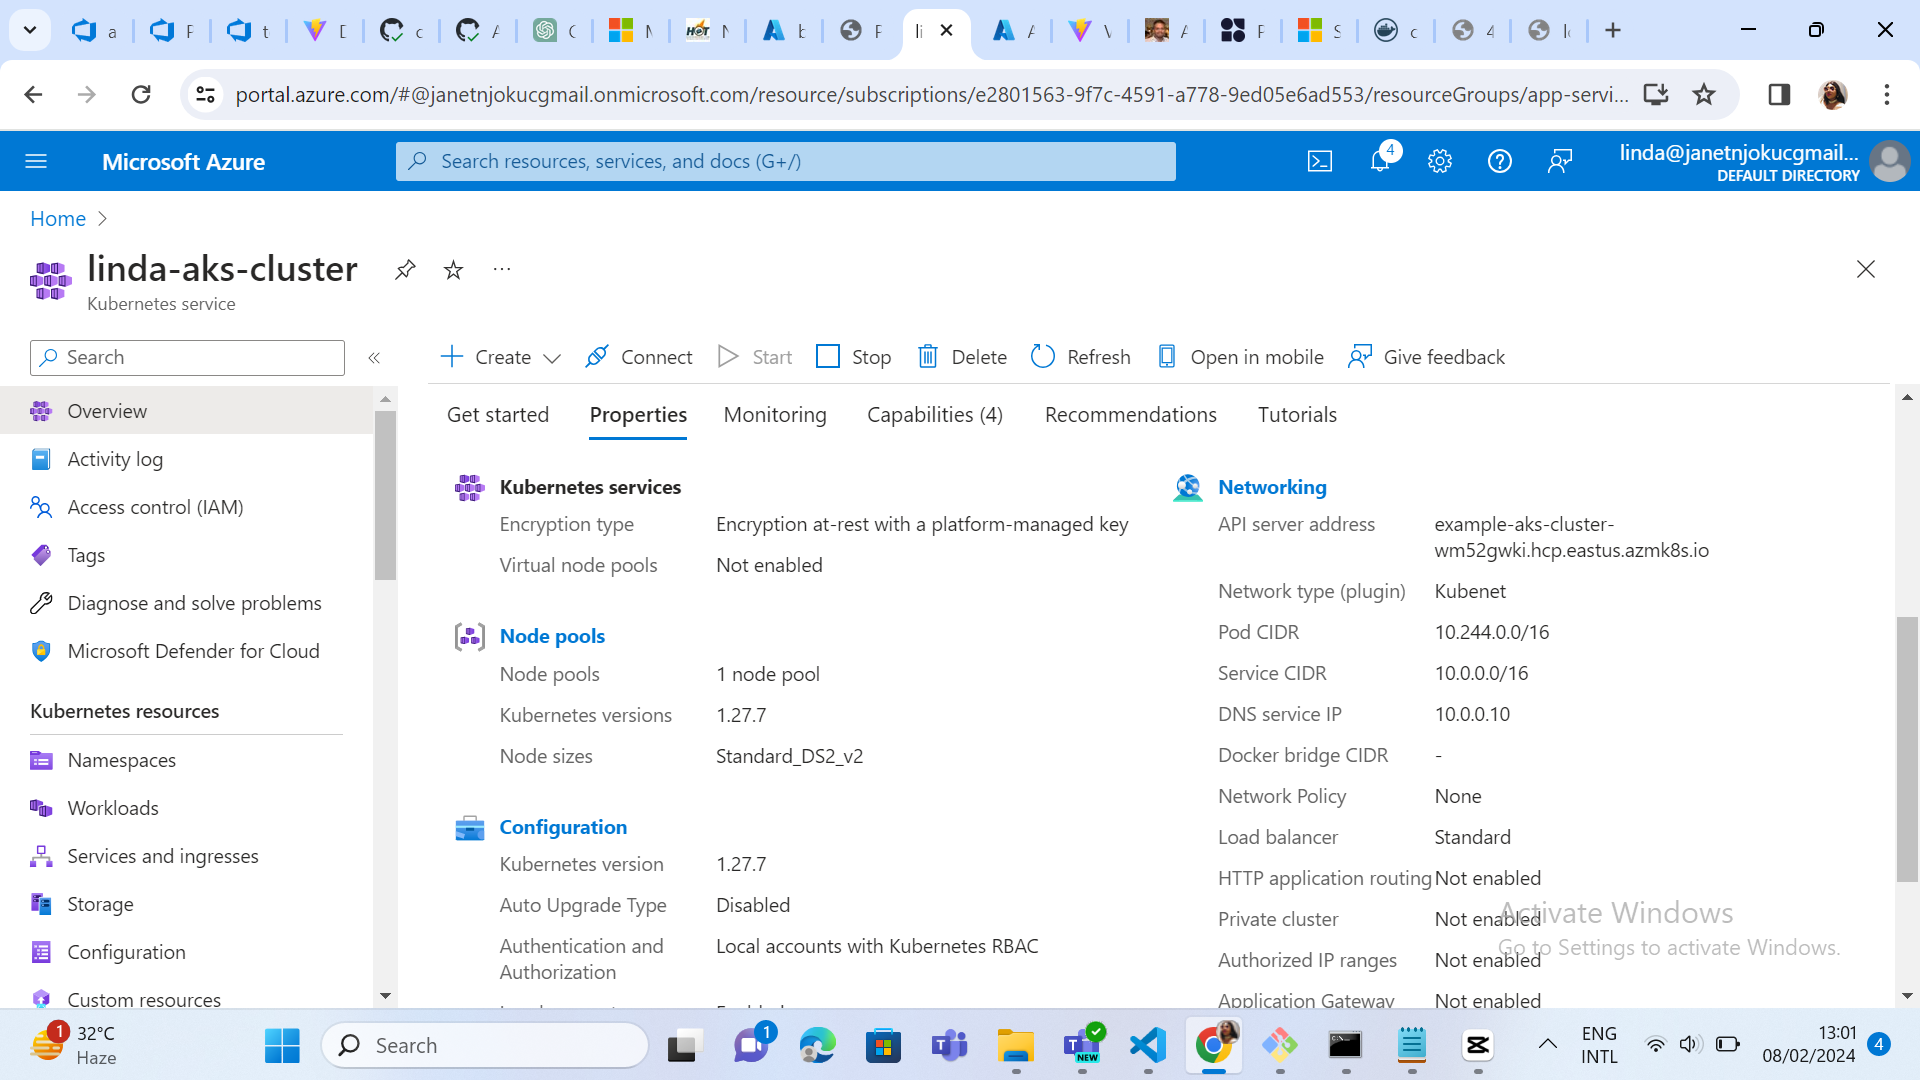 portal.azure.com/#@janetnjokucgmail.onmicrosoft.com/resource/subscriptions/e2801563-9f7c-4591-a778-9ed05e6ad553/resourceGroups/app-servi...
Microsoft Azure
Search resources, services, and docs (G+/)
4
linda@janetnjokucgmail...
DEFAULT DIRECTORY
Home
linda-aks-cluster
Kubernetes service
Search
Create
Connect
Start
Stop
Delete
Refresh
Open in mobile
Give feedback
Overview
Activity log
Access control (IAM)
Tags
Diagnose and solve problems
Microsoft Defender for Cloud
Kubernetes resources
Namespaces
Workloads
Services and ingresses
Storage
Configuration
Custom resources
Get started
Properties
Monitoring
Capabilities (4)
Recommendations
Tutorials
Kubernetes services
Encryption type Encryption at-rest with a platform-managed key
Virtual node pools Not enabled
Node pools
Node pools 1 node pool
Kubernetes versions 1.27.7
Node sizes Standard_DS2_v2
Configuration
Kubernetes version 1.27.7
Auto Upgrade Type Disabled
Authentication and Local accounts with Kubernetes RBAC
Authorization
Networking
API server address example-aks-cluster-
wm52gwki.hcp.eastus.azmk8s.io
Network type (plugin) Kubenet
Pod CIDR 10.244.0.0/16
Service CIDR 10.0.0.0/16
DNS service IP 10.0.0.10
Docker bridge CIDR -
Network Policy None
Load balancer Standard
HTTP application routing Not enabled
Private cluster Not enabled
Authorized IP ranges Not enabled
Application Gateway Not enabled
Activate Windows
Go to Settings to activate Windows.
1
32°C
Haze
Search
1
NEW
ENG
INTL
13:01
08/02/2024
4